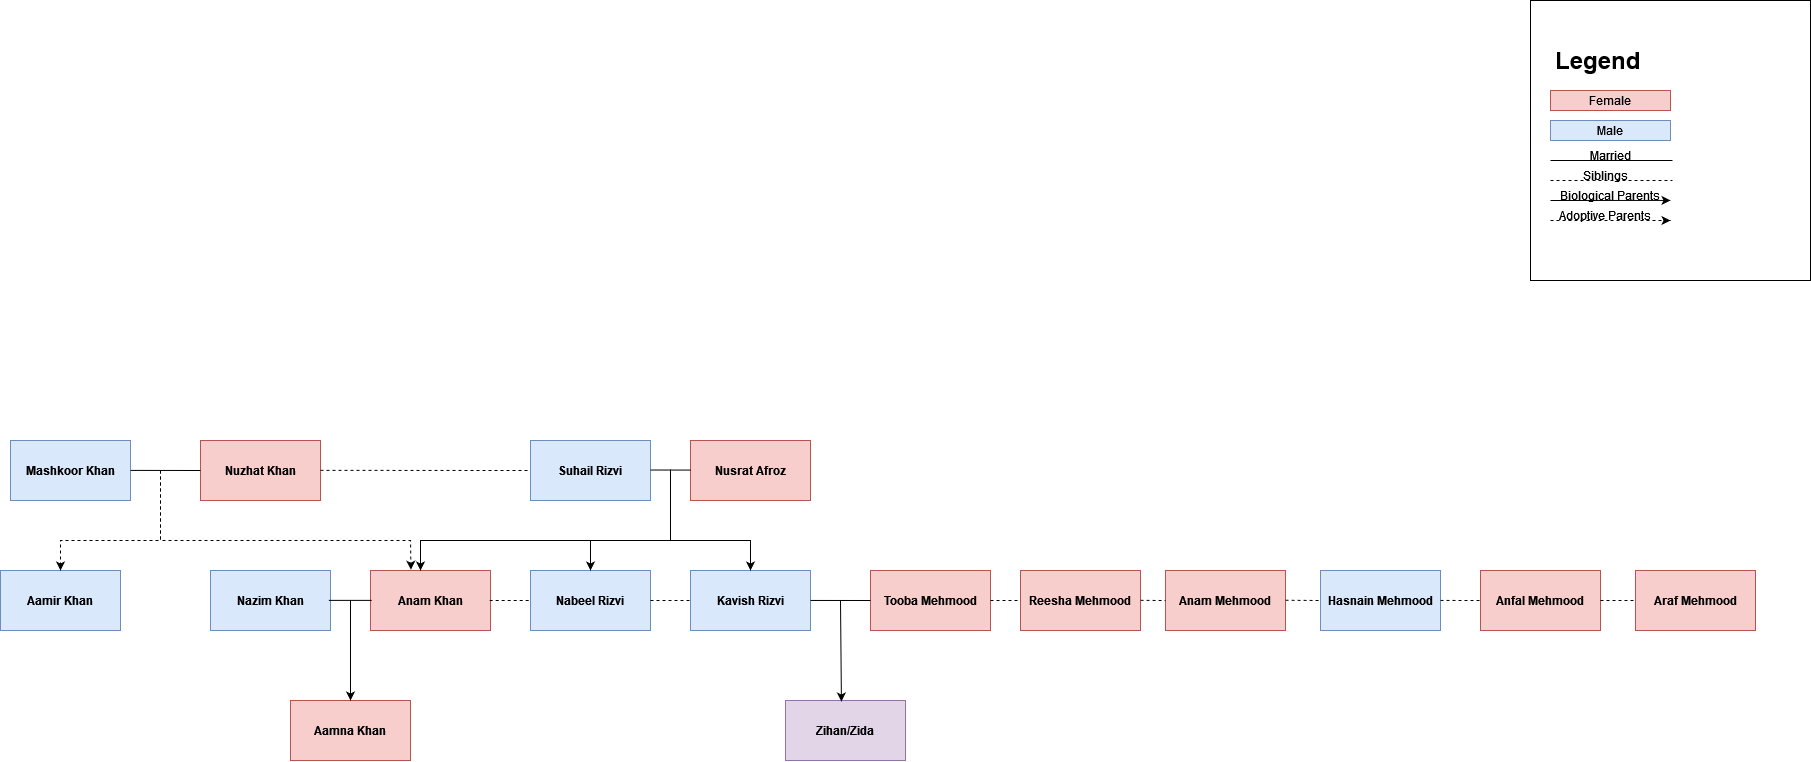 Legend
Female
Male
Married
Siblings
Biological Parents
Adoptive Parents
Mashkoor Khan
Nuzhat Khan
Suhail Rizvi
Nusrat Afroz
Aamir Khan
Nazim Khan
Anam Khan
Nabeel Rizvi
Kavish Rizvi
Tooba Mehmood
Reesha Mehmood
Anam Mehmood
Hasnain Mehmood
Anfal Mehmood
Araf Mehmood
Aamna Khan
Zihan/Zida